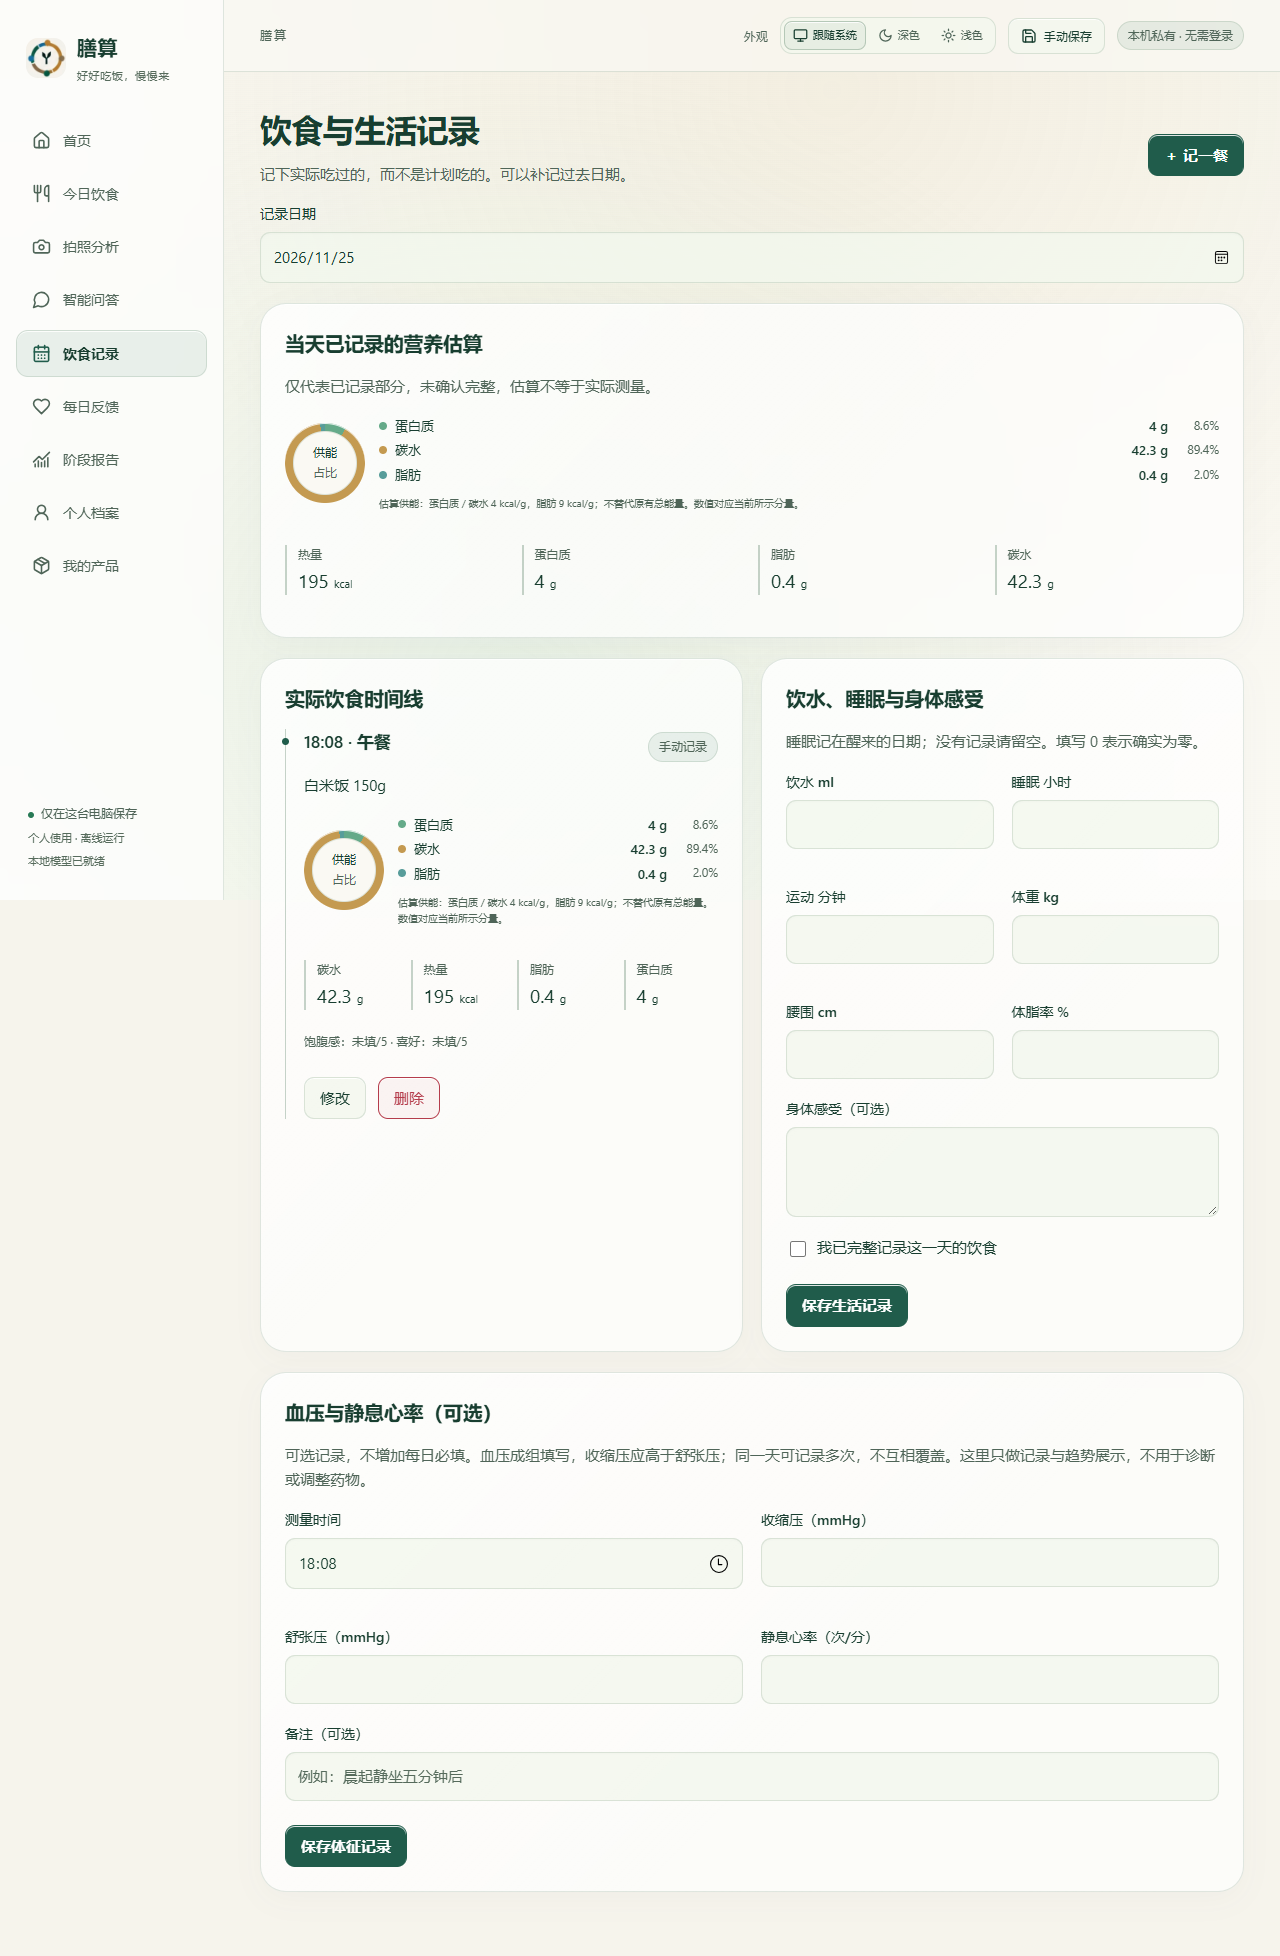 膳算
好好吃饭，慢慢来
首页
今日饮食
拍照分析
智能问答
饮食记录
每日反馈
阶段报告
个人档案
我的产品
仅在这台电脑保存
个人使用 · 离线运行
本地模型已就绪
膳算
外观
跟随系统
深色
浅色
手动保存
本机私有 · 无需登录
饮食与生活记录
记下实际吃过的，而不是计划吃的。可以补记过去日期。
+ 记一餐
记录日期
2026/11/25
当天已记录的营养估算
仅代表已记录部分，未确认完整，估算不等于实际测量。
供能
占比
蛋白质 4 g 8.6%
碳水 42.3 g 89.4%
脂肪 0.4 g 2.0%
估算供能：蛋白质 / 碳水 4 kcal/g，脂肪 9 kcal/g；不替代原有总能量。数值对应当前所示分量。
热量
195 kcal
蛋白质
4 g
脂肪
0.4 g
碳水
42.3 g
实际饮食时间线
18:08 · 午餐
手动记录
白米饭 150g
供能
占比
蛋白质 4 g 8.6%
碳水 42.3 g 89.4%
脂肪 0.4 g 2.0%
估算供能：蛋白质 / 碳水 4 kcal/g，脂肪 9 kcal/g；不替代原有总能量。
数值对应当前所示分量。
碳水
42.3 g
热量
195 kcal
脂肪
0.4 g
蛋白质
4 g
饱腹感：未填/5 · 喜好：未填/5
修改
删除
饮水、睡眠与身体感受
睡眠记在醒来的日期；没有记录请留空。填写 0 表示确实为零。
饮水 ml
睡眠 小时
运动 分钟
体重 kg
腰围 cm
体脂率 %
身体感受（可选）
我已完整记录这一天的饮食
保存生活记录
血压与静息心率（可选）
可选记录，不增加每日必填。血压成组填写，收缩压应高于舒张压；同一天可记录多次，不互相覆盖。这里只做记录与趋势展示，不用于诊断
或调整药物。
测量时间
18:08
收缩压（mmHg）
舒张压（mmHg）
静息心率（次/分）
备注（可选）
例如：晨起静坐五分钟后
保存体征记录